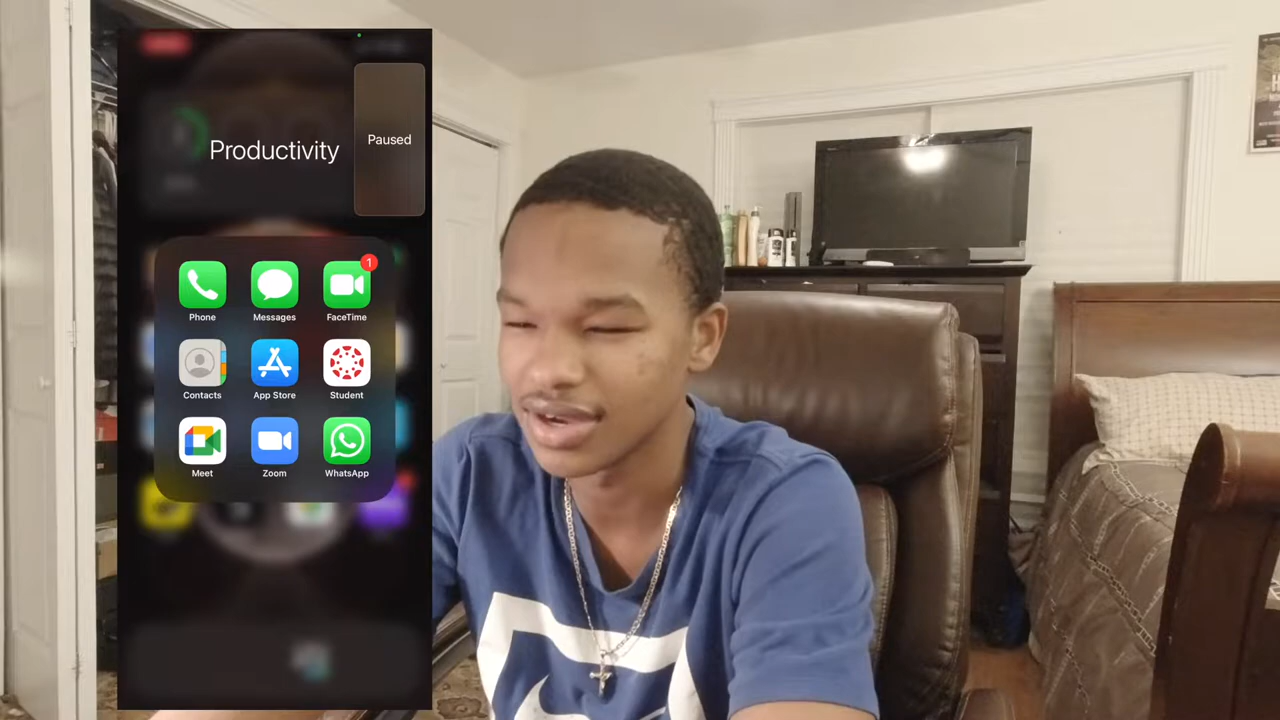 Productivity
Paused
1
Phone
Messages
FaceTime
Contacts
App Store
Student
Meet
Zoom
WhatsApp